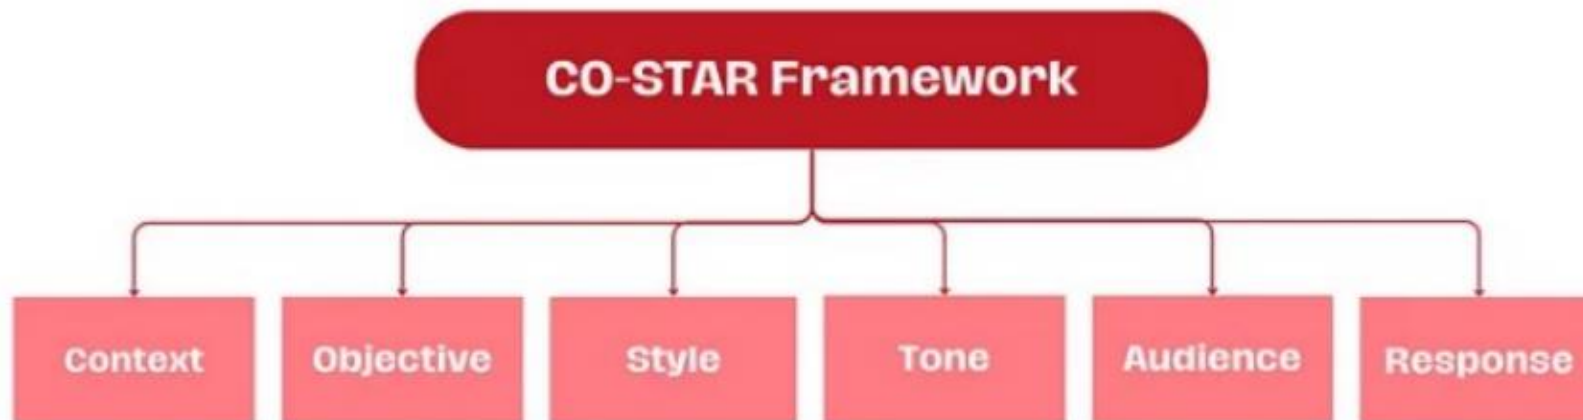 CO-STAR Framework
Context
Objective
Style
Tone
Audience
Response